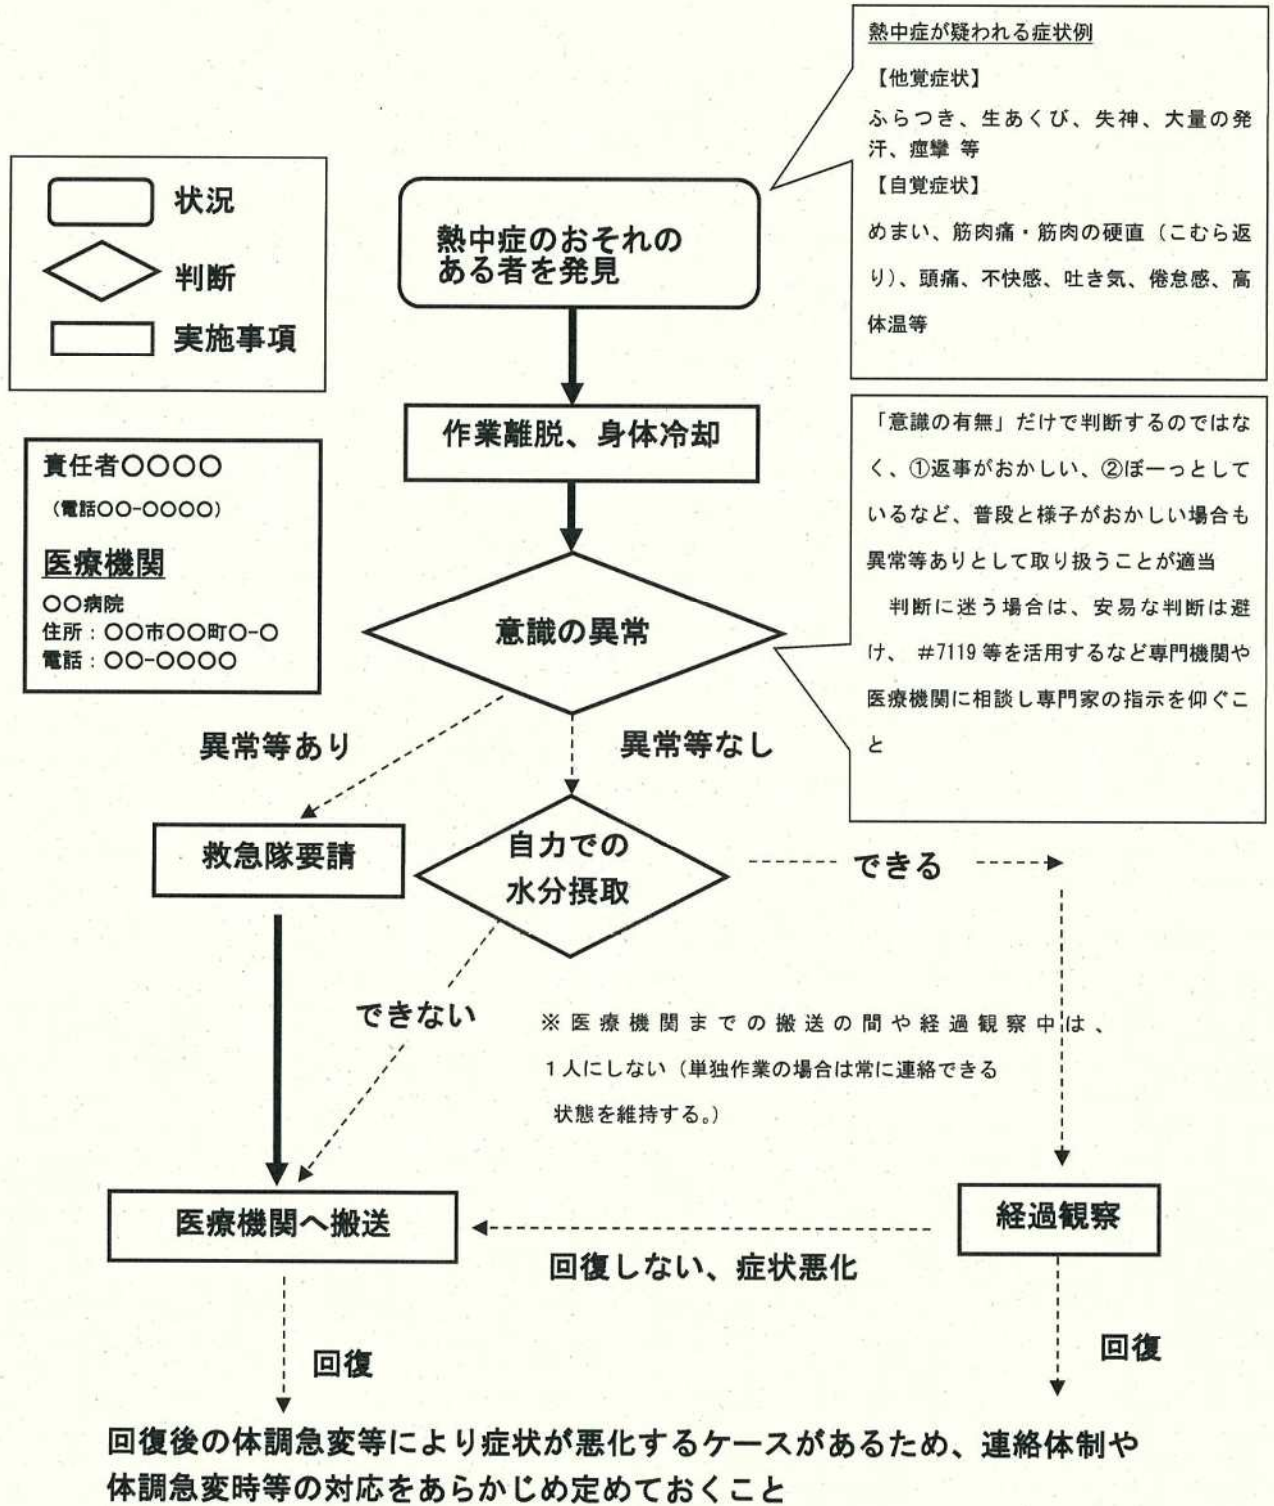 熱中症が疑われる症状例
【他覚症状】
ふらつき、生あくび、失神、大量の発
汗、痙攣 等
【自覚症状】
めまい、筋肉痛・筋肉の硬直（こむら返
り）、頭痛、不快感、吐き気、倦怠感、高
体温等
状況
判断
実施事項
熱中症のおそれの
ある者を発見
作業離脱、身体冷却
責任者〇〇〇〇
（電話〇〇-〇〇〇〇）
医療機関
〇〇病院
住所：〇〇市〇〇町〇-〇
電話：〇〇-〇〇〇〇
「意識の有無」だけで判断するのではな
く、①返事がおかしい、②ぼーっとして
いるなど、普段と様子がおかしい場合も
異常等ありとして取り扱うことが適当
判断に迷う場合は、安易な判断は避
け、 #7119 等を活用するなど専門機関や
医療機関に相談し専門家の指示を仰ぐこ
と
意識の異常
異常等あり
異常等なし
救急隊要請
自力での
水分摂取
できる
できない
※医療機関までの搬送の間や経過観察中は、
1人にしない（単独作業の場合は常に連絡できる
状態を維持する。）
医療機関へ搬送
経過観察
回復しない、症状悪化
回復
回復
回復後の体調急変等により症状が悪化するケースがあるため、連絡体制や
体調急変時等の対応をあらかじめ定めておくこと